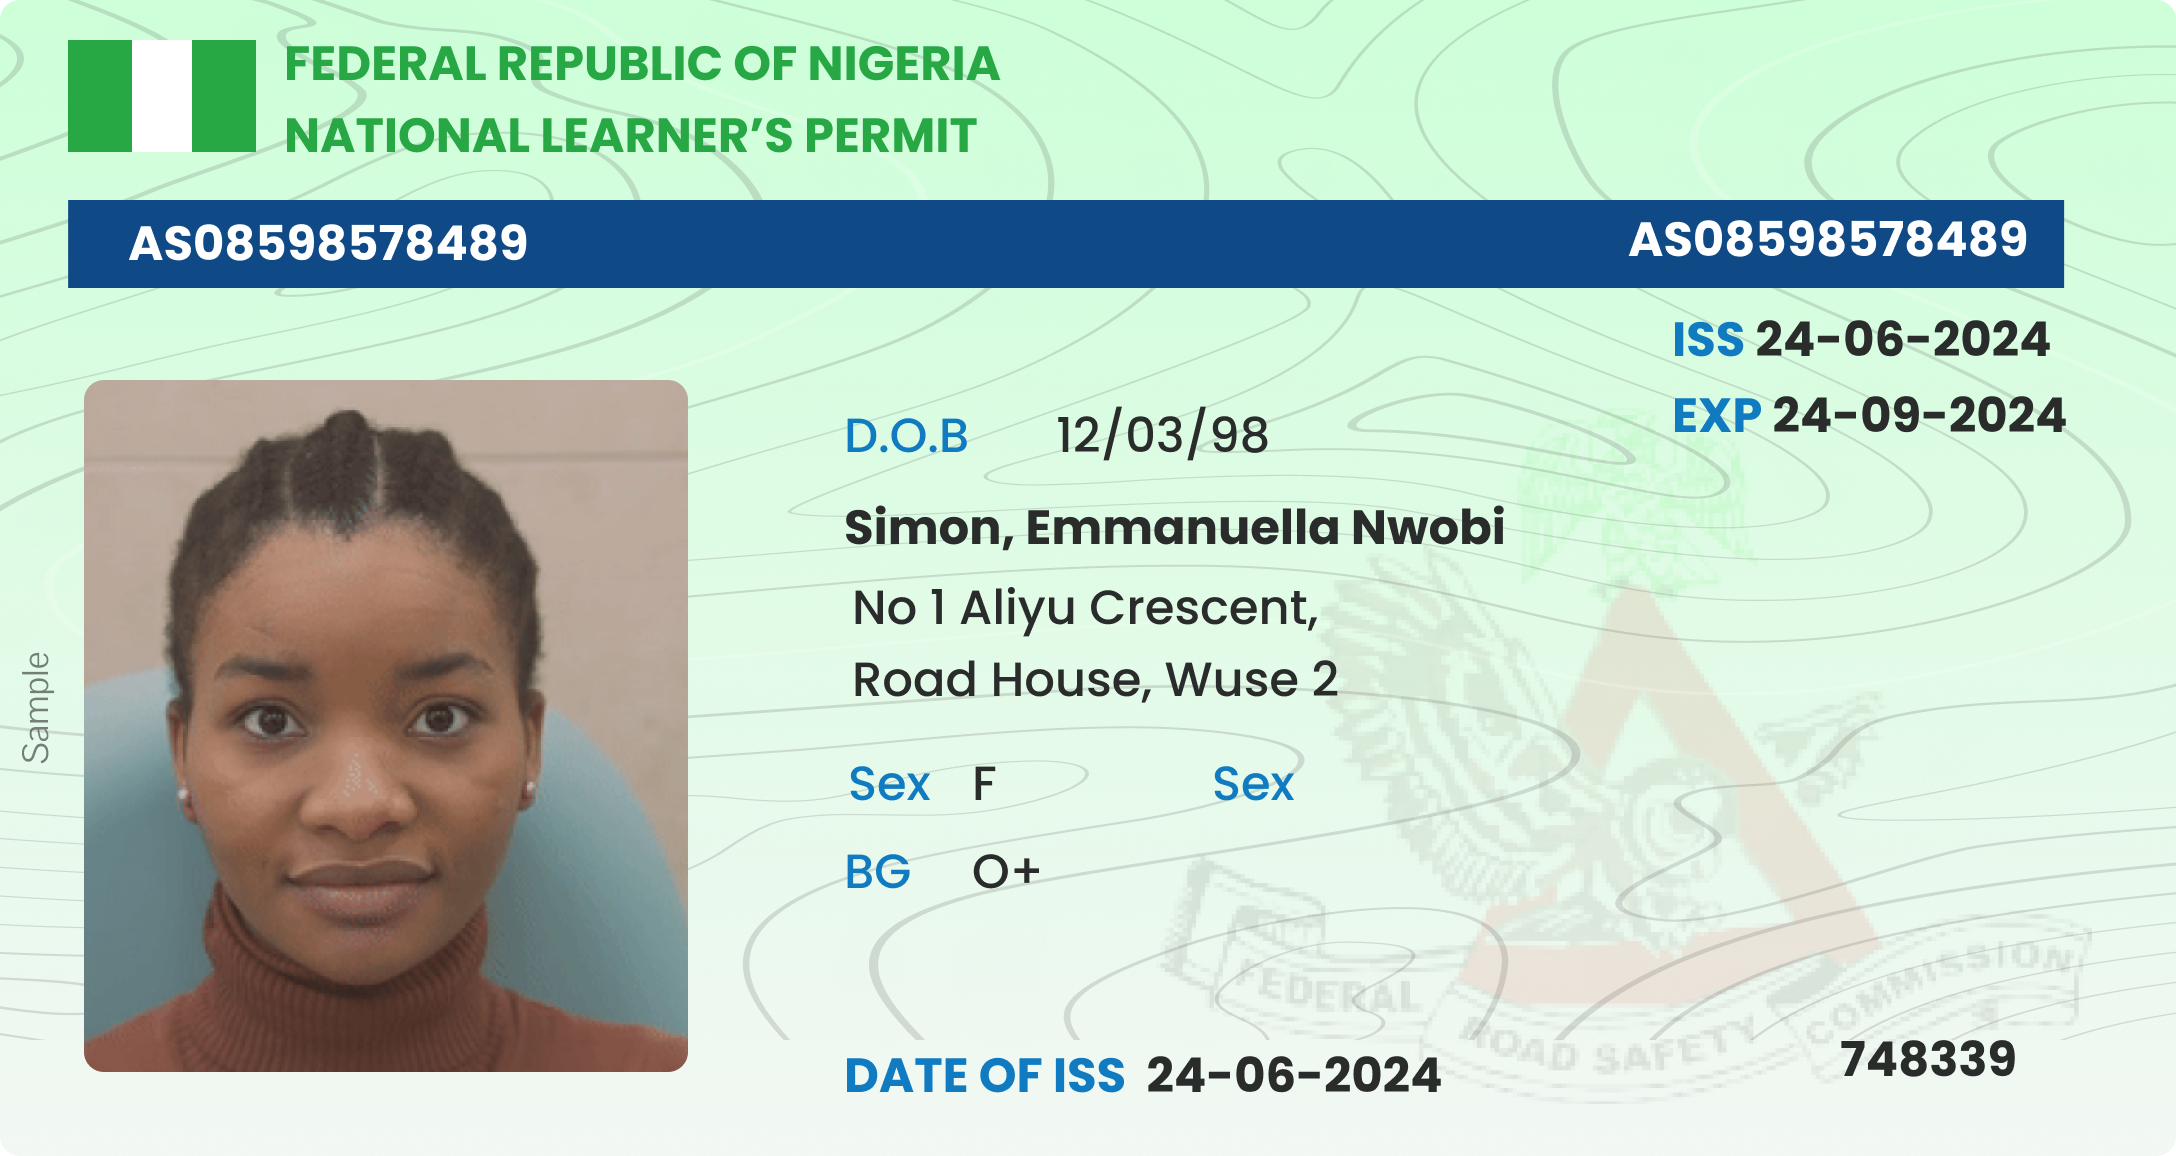 FEDERAL REPUBLIC OF NIGERIA
NATIONAL LEARNER’S PERMIT
AS08598578489 AS08598578489
ISS 24-06-2024
EXP 24-09-2024
D.O.B 12/03/98
Simon, Emmanuella Nwobi
No 1 Aliyu Crescent,
Road House, Wuse 2
Sex F Sex
BG O+
DATE OF ISS 24-06-2024
748339
Sample
FEDERAL ROAD SAFETY COMMISSION